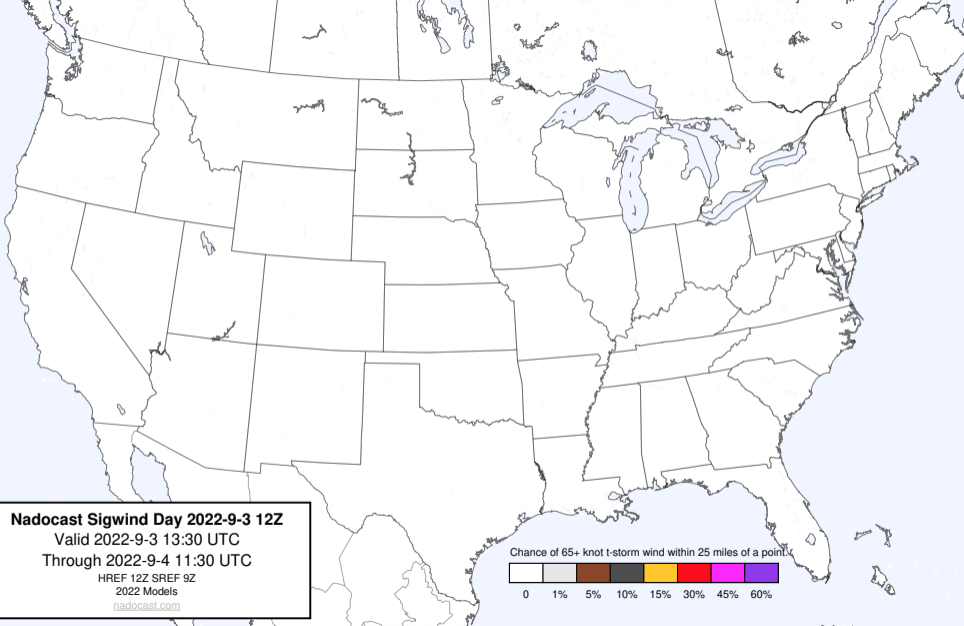 Nadocast Sigwind Day 2022-9-3 12Z
Valid 2022-9-3 13:30 UTC
Through 2022-9-4 11:30 UTC
HREF 12Z SREF 9Z
2022 Models
nadocast.com
Chance of 65+ knot t-storm wind within 25 miles of a point.
0 1% 5% 10% 15% 30% 45% 60%